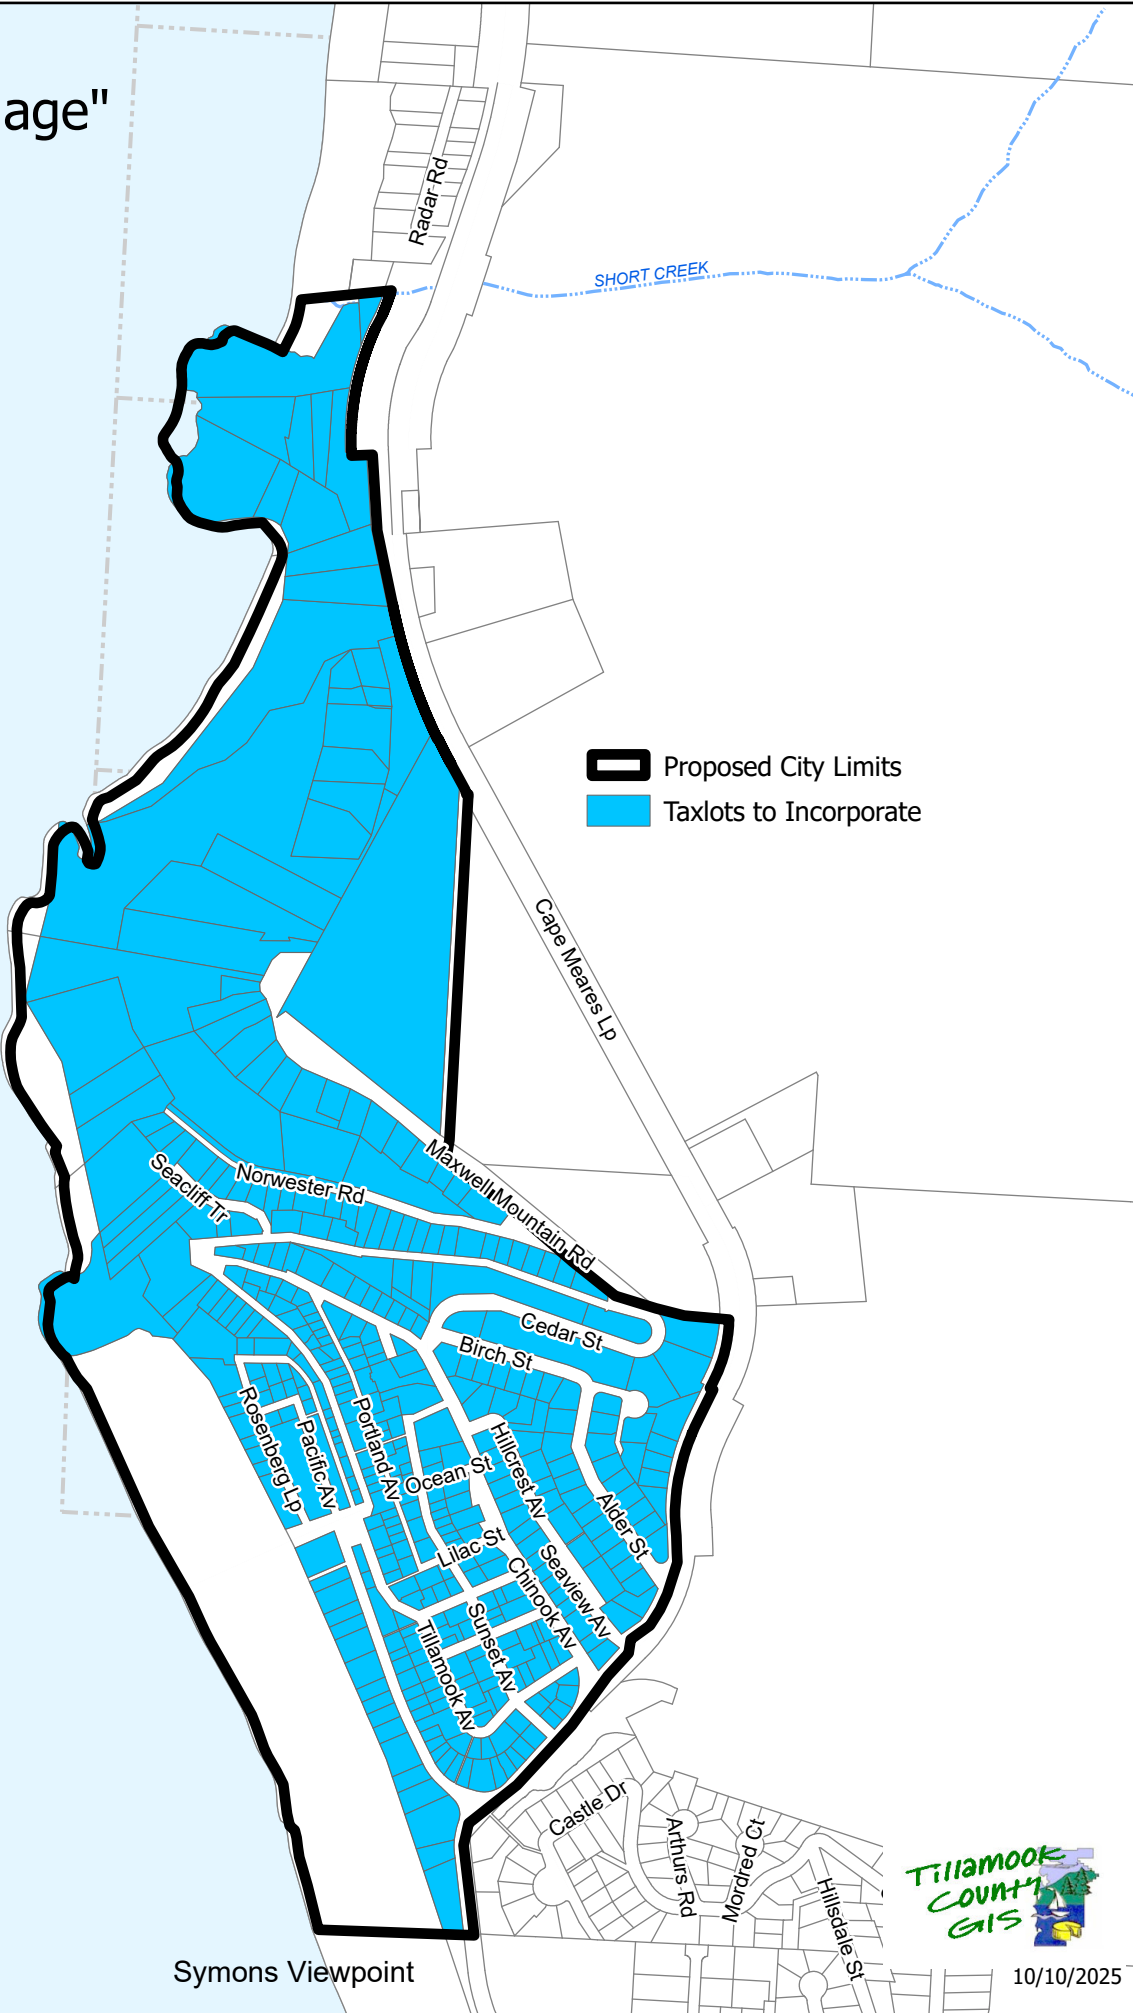 age"
Radar Rd
SHORT CREEK
Proposed City Limits
Taxlots to Incorporate
Cape Meares Lp
Maxwell Mountain Rd
Norwester Rd
Seacliff Tr
Cedar St
Birch St
Rosenberg Lp
Pacific Av
Portland Av
Ocean St
Hillcrest Av
Alder St
Lilac St
Chinook Av
Seaview Av
Sunset Av
Tillamook Av
Castle Dr
Arthurs Rd
Mordred Ct
Hillsdale St
Tillamook
County
GIS
Symons Viewpoint
10/10/2025